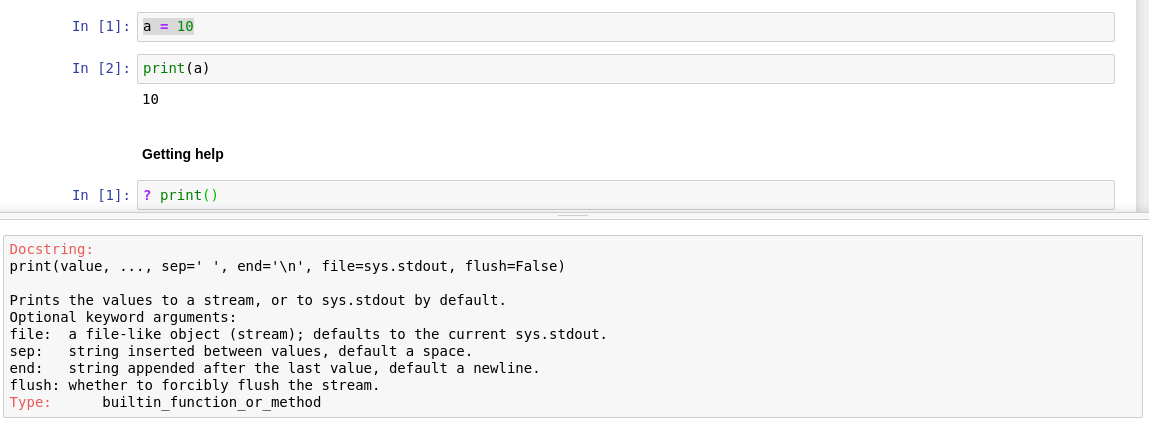 In [1]: a = 10
In [2]: print(a)
10
Getting help
In [1]: ? print()
Docstring:
print(value, ..., sep=' ', end='\n', file=sys.stdout, flush=False)
Prints the values to a stream, or to sys.stdout by default.
Optional keyword arguments:
file:  a file-like object (stream); defaults to the current sys.stdout.
sep:   string inserted between values, default a space.
end:   string appended after the last value, default a newline.
flush: whether to forcibly flush the stream.
Type:      builtin_function_or_method